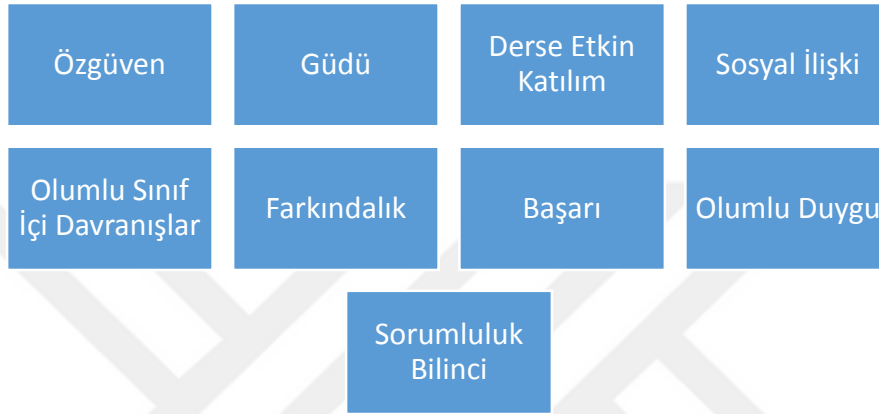 Özgüven
Güdü
Derse Etkin
Katılım
Sosyal İlişki
Olumlu Sınıf
İçi Davranışlar
Farkındalık
Başarı
Olumlu Duygu
Sorumluluk
Bilinci